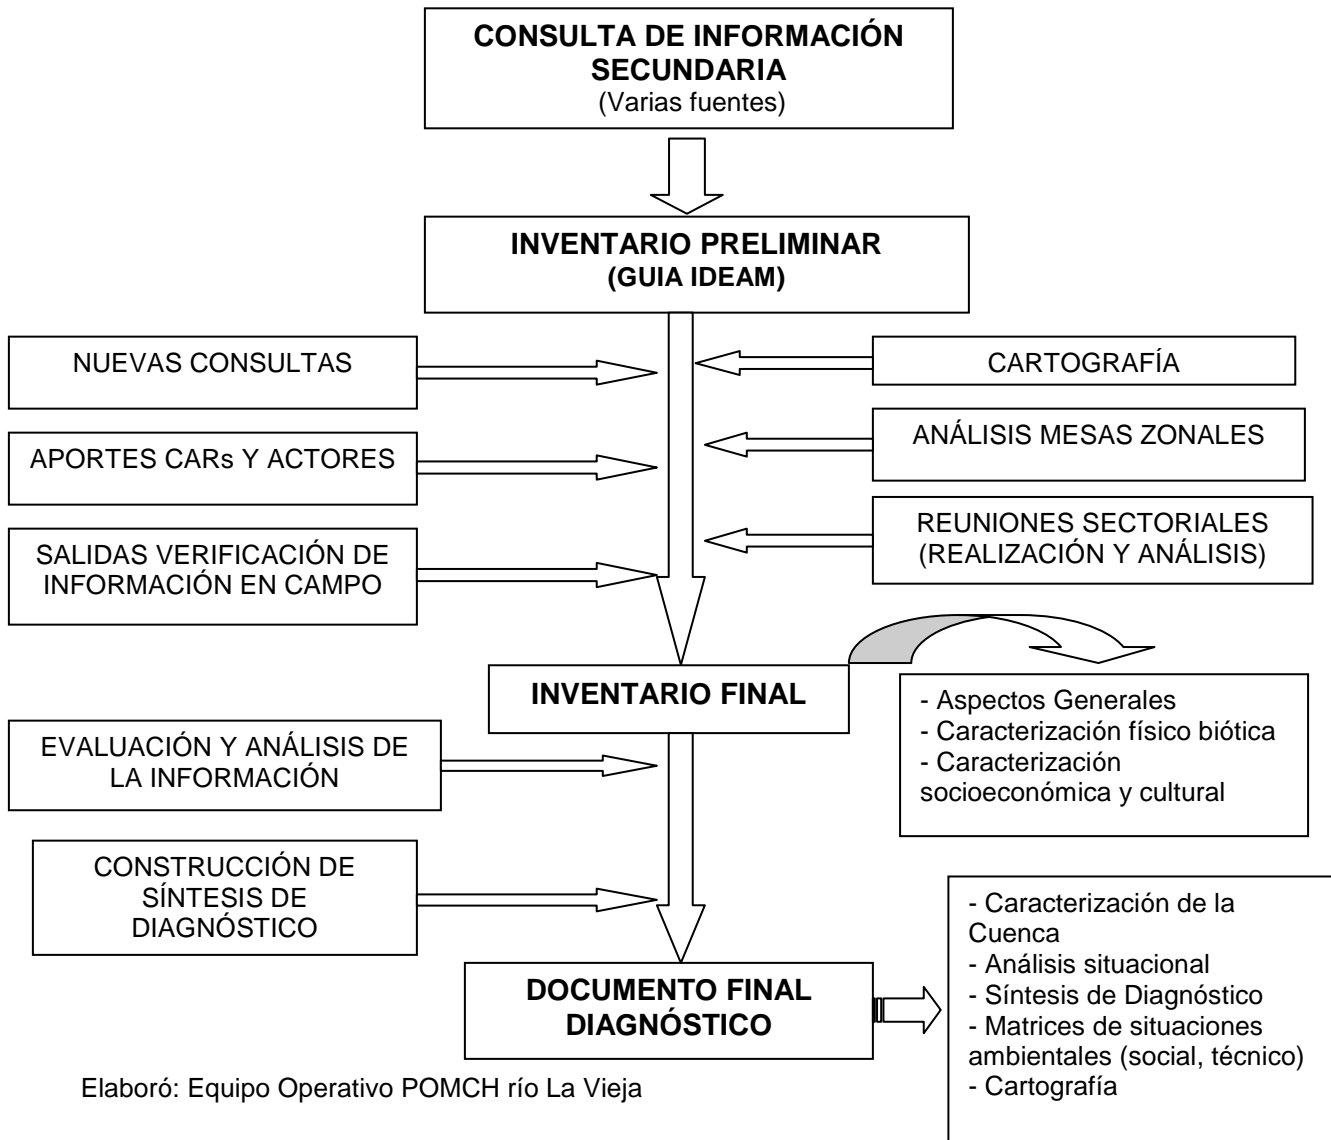 CONSULTA DE INFORMACIÓN
SECUNDARIA
(Varias fuentes)
INVENTARIO PRELIMINAR
(GUIA IDEAM)
NUEVAS CONSULTAS
CARTOGRAFÍA
APORTES CARs Y ACTORES
ANÁLISIS MESAS ZONALES
SALIDAS VERIFICACIÓN DE
INFORMACIÓN EN CAMPO
REUNIONES SECTORIALES
(REALIZACIÓN Y ANÁLISIS)
INVENTARIO FINAL
- Aspectos Generales
- Caracterización físico biótica
- Caracterización
socioeconómica y cultural
EVALUACIÓN Y ANÁLISIS DE
LA INFORMACIÓN
CONSTRUCCIÓN DE
SÍNTESIS DE
DIAGNÓSTICO
DOCUMENTO FINAL
DIAGNÓSTICO
- Caracterización de la
Cuenca
- Análisis situacional
- Síntesis de Diagnóstico
- Matrices de situaciones
ambientales (social, técnico)
- Cartografía
Elaboró: Equipo Operativo POMCH río La Vieja